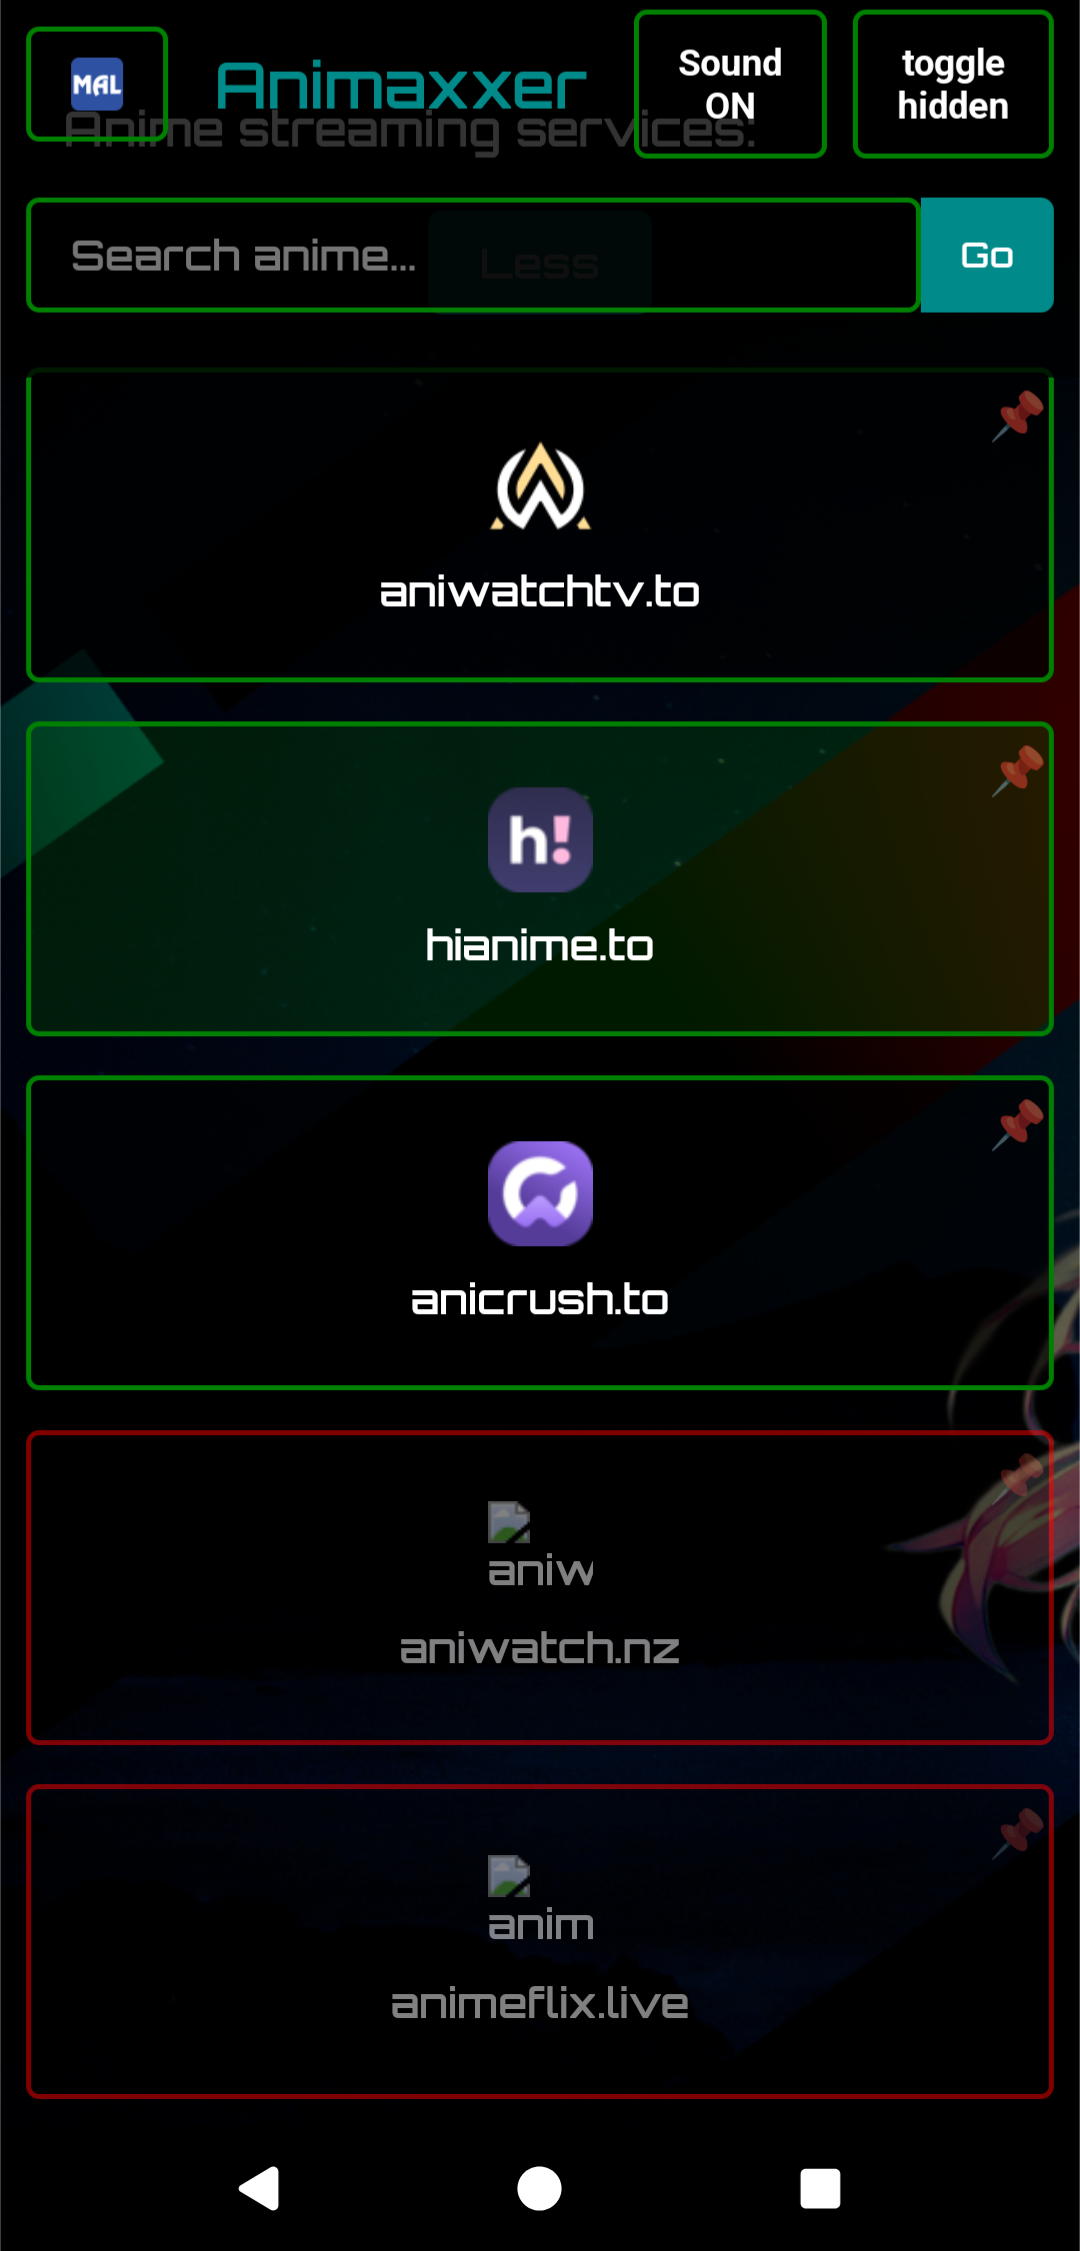 MAL
Animaxxer
Sound
ON
toggle
hidden
Anime streaming services:
Search anime...
Less
Go
aniwatchtv.to
h!
hianime.to
anicrush.to
aniw
aniwatch.nz
anim
animeflix.live